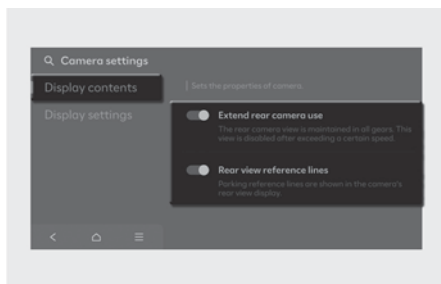 Camera settings
Display contents
Display settings
Sets the properties of camera.
Extend rear camera use
The rear camera view is maintained in all gears. This
view is disabled after exceeding a certain speed.
Rear view reference lines
Parking reference lines are shown in the camera's
rear view display.